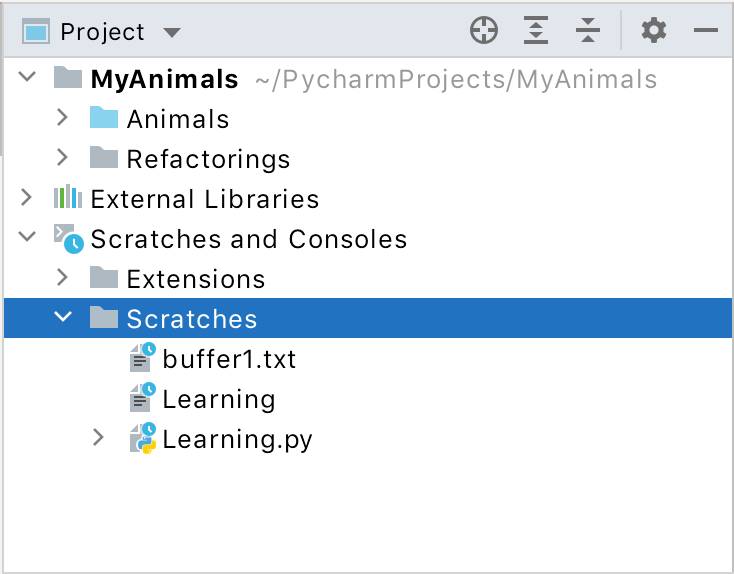 Project
MyAnimals ~/PycharmProjects/MyAnimals
Animals
Refactorings
External Libraries
Scratches and Consoles
Extensions
Scratches
buffer1.txt
Learning
Learning.py